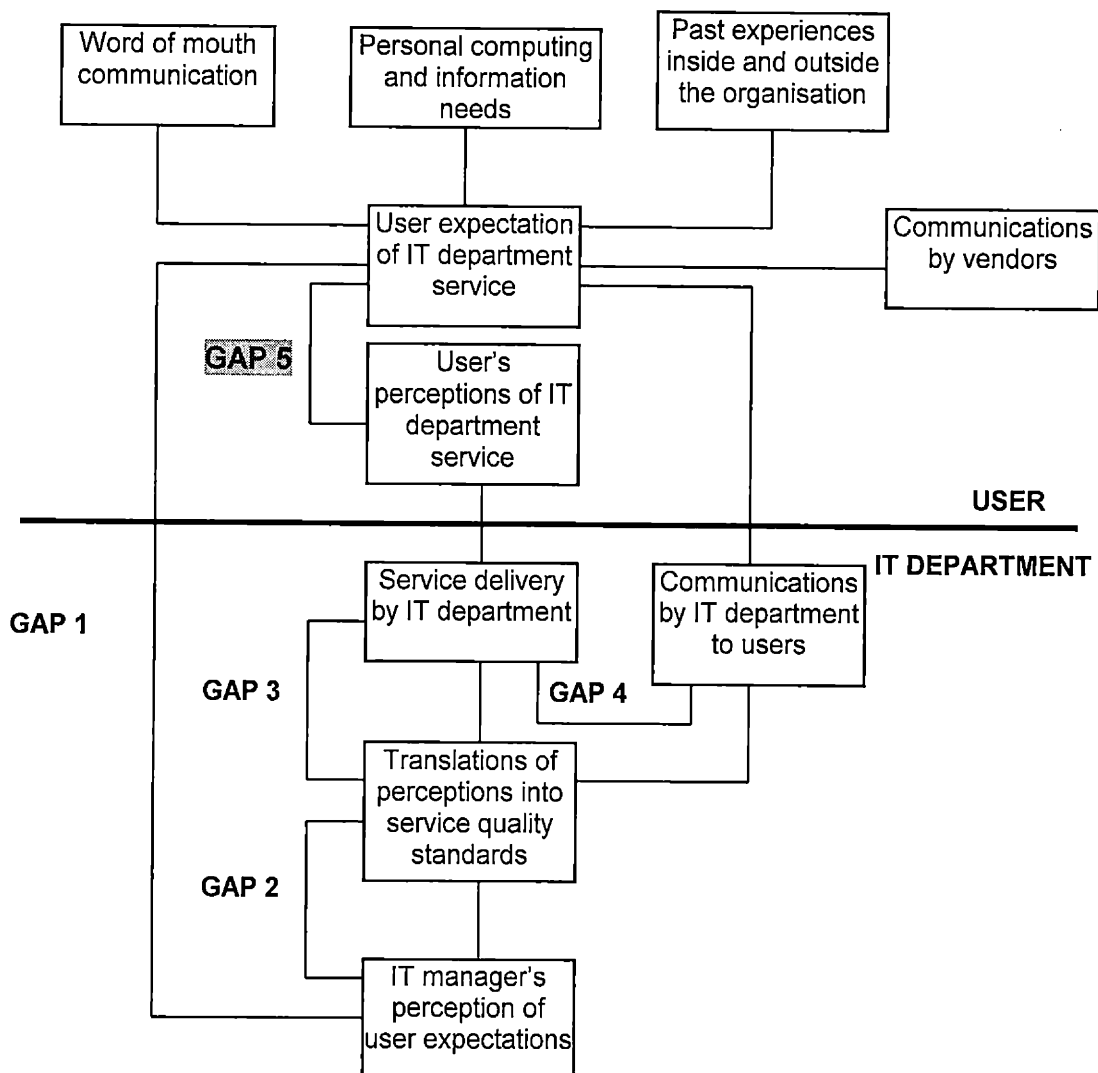 Word of mouth
communication
Personal computing
and information
needs
Past experiences
inside and outside
the organisation
User expectation
of IT department
service
Communications
by vendors
GAP 5
User's
perceptions of IT
department
service
USER
IT DEPARTMENT
Service delivery
by IT department
Communications
by IT department
to users
GAP 1
GAP 3
GAP 4
Translations of
perceptions into
service quality
standards
GAP 2
IT manager's
perception of
user expectations